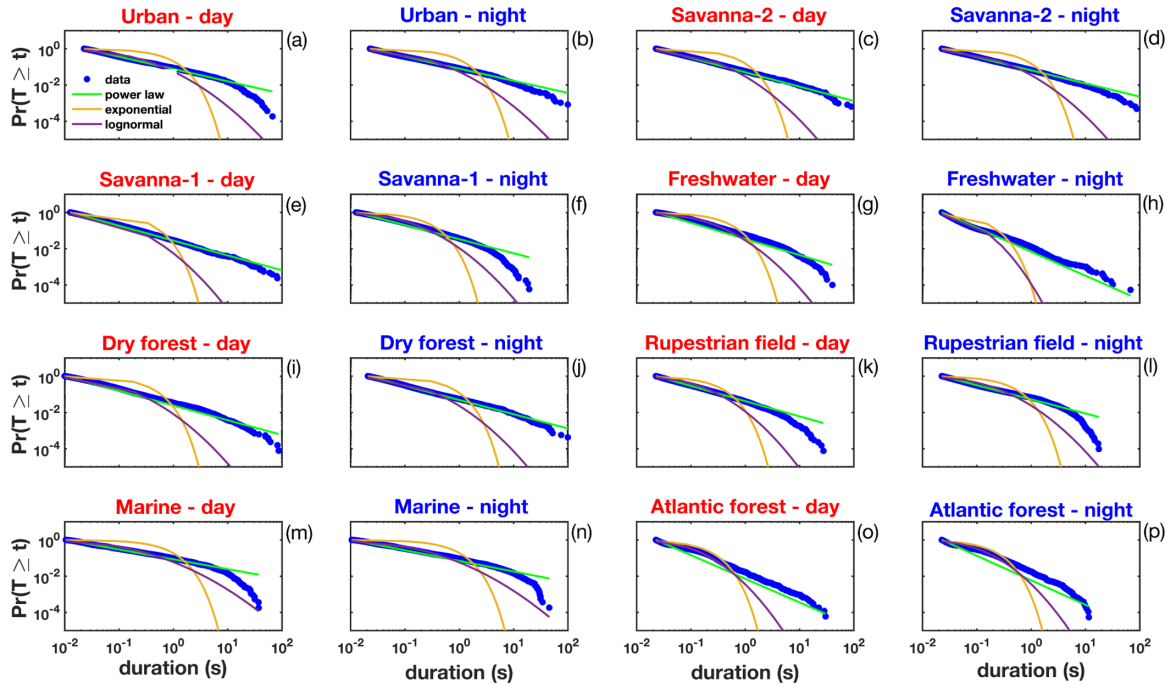 Urban - day
Urban - night
Savanna-2 - day
Savanna-2 - night
(a)
(b)
(c)
(d)
Pr(T ≥ t)
10^0
10^-2
10^-4
data
power law
exponential
lognormal
Savanna-1 - day
Savanna-1 - night
Freshwater - day
Freshwater - night
(e)
(f)
(g)
(h)
Pr(T ≥ t)
10^0
10^-2
10^-4
Dry forest - day
Dry forest - night
Rupestrian field - day
Rupestrian field - night
(i)
(j)
(k)
(l)
Pr(T ≥ t)
10^0
10^-2
10^-4
Marine - day
Marine - night
Atlantic forest - day
Atlantic forest - night
(m)
(n)
(o)
(p)
Pr(T ≥ t)
10^0
10^-2
10^-4
10^-2 10^-1 10^0 10^1 10^2
10^-2 10^-1 10^0 10^1 10^2
10^-2 10^-1 10^0 10^1 10^2
10^-2 10^-1 10^0 10^1 10^2
duration (s)
duration (s)
duration (s)
duration (s)